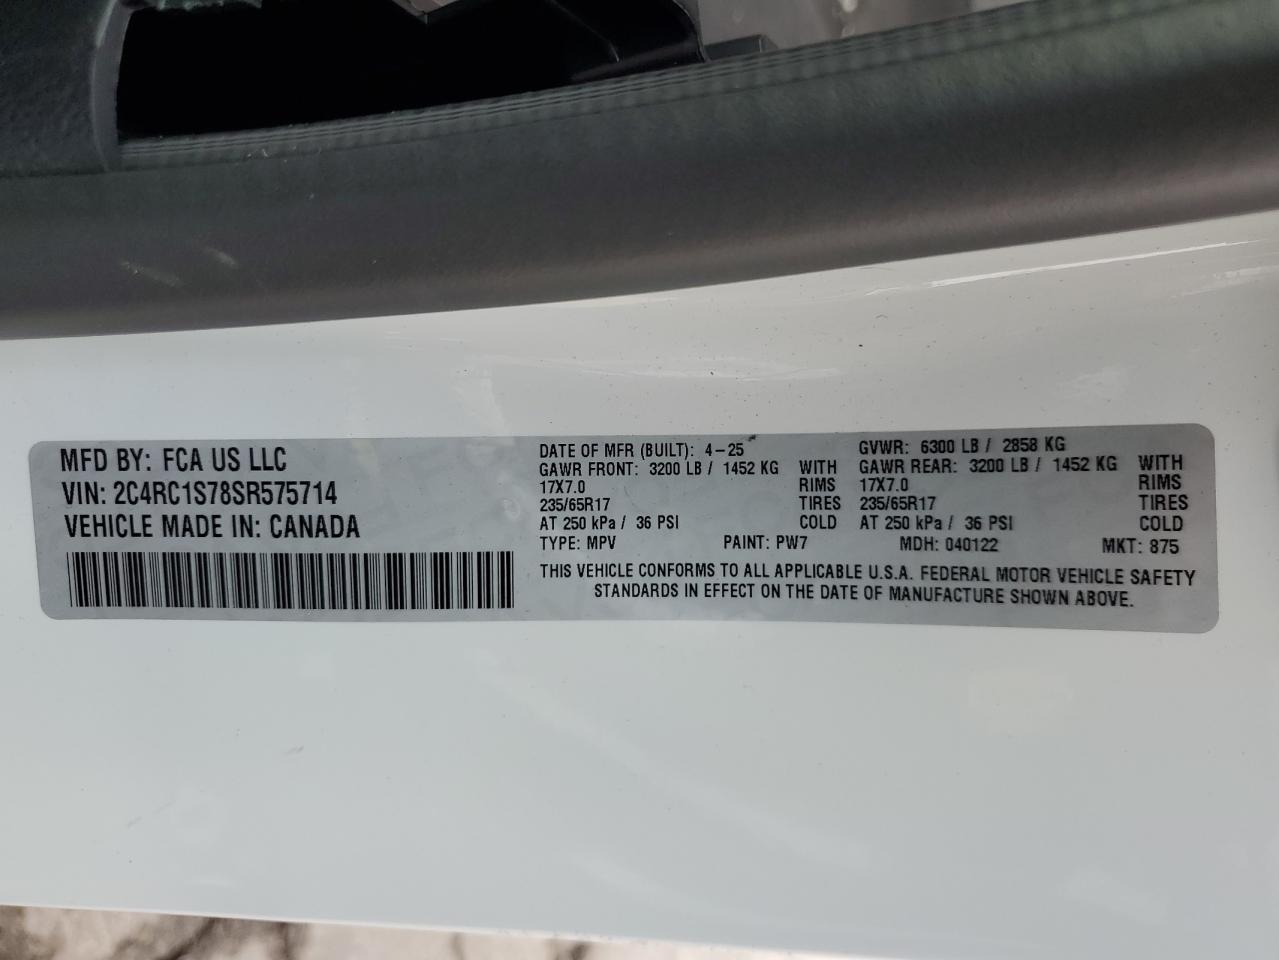 MFD BY: FCA US LLC
VIN: 2C4RC1S78SR575714
VEHICLE MADE IN: CANADA
DATE OF MFR (BUILT): 4-25
GAWR FRONT: 3200 LB / 1452 KG WITH
17X7.0 RIMS
235/65R17 TIRES
AT 250 kPa / 36 PSI COLD
GVWR: 6300 LB / 2858 KG
GAWR REAR: 3200 LB / 1452 KG WITH
17X7.0 RIMS
235/65R17 TIRES
AT 250 kPa / 36 PSI COLD
TYPE: MPV PAINT: PW7 MDH: 040122 MKT: 875
THIS VEHICLE CONFORMS TO ALL APPLICABLE U.S.A. FEDERAL MOTOR VEHICLE SAFETY
STANDARDS IN EFFECT ON THE DATE OF MANUFACTURE SHOWN ABOVE.